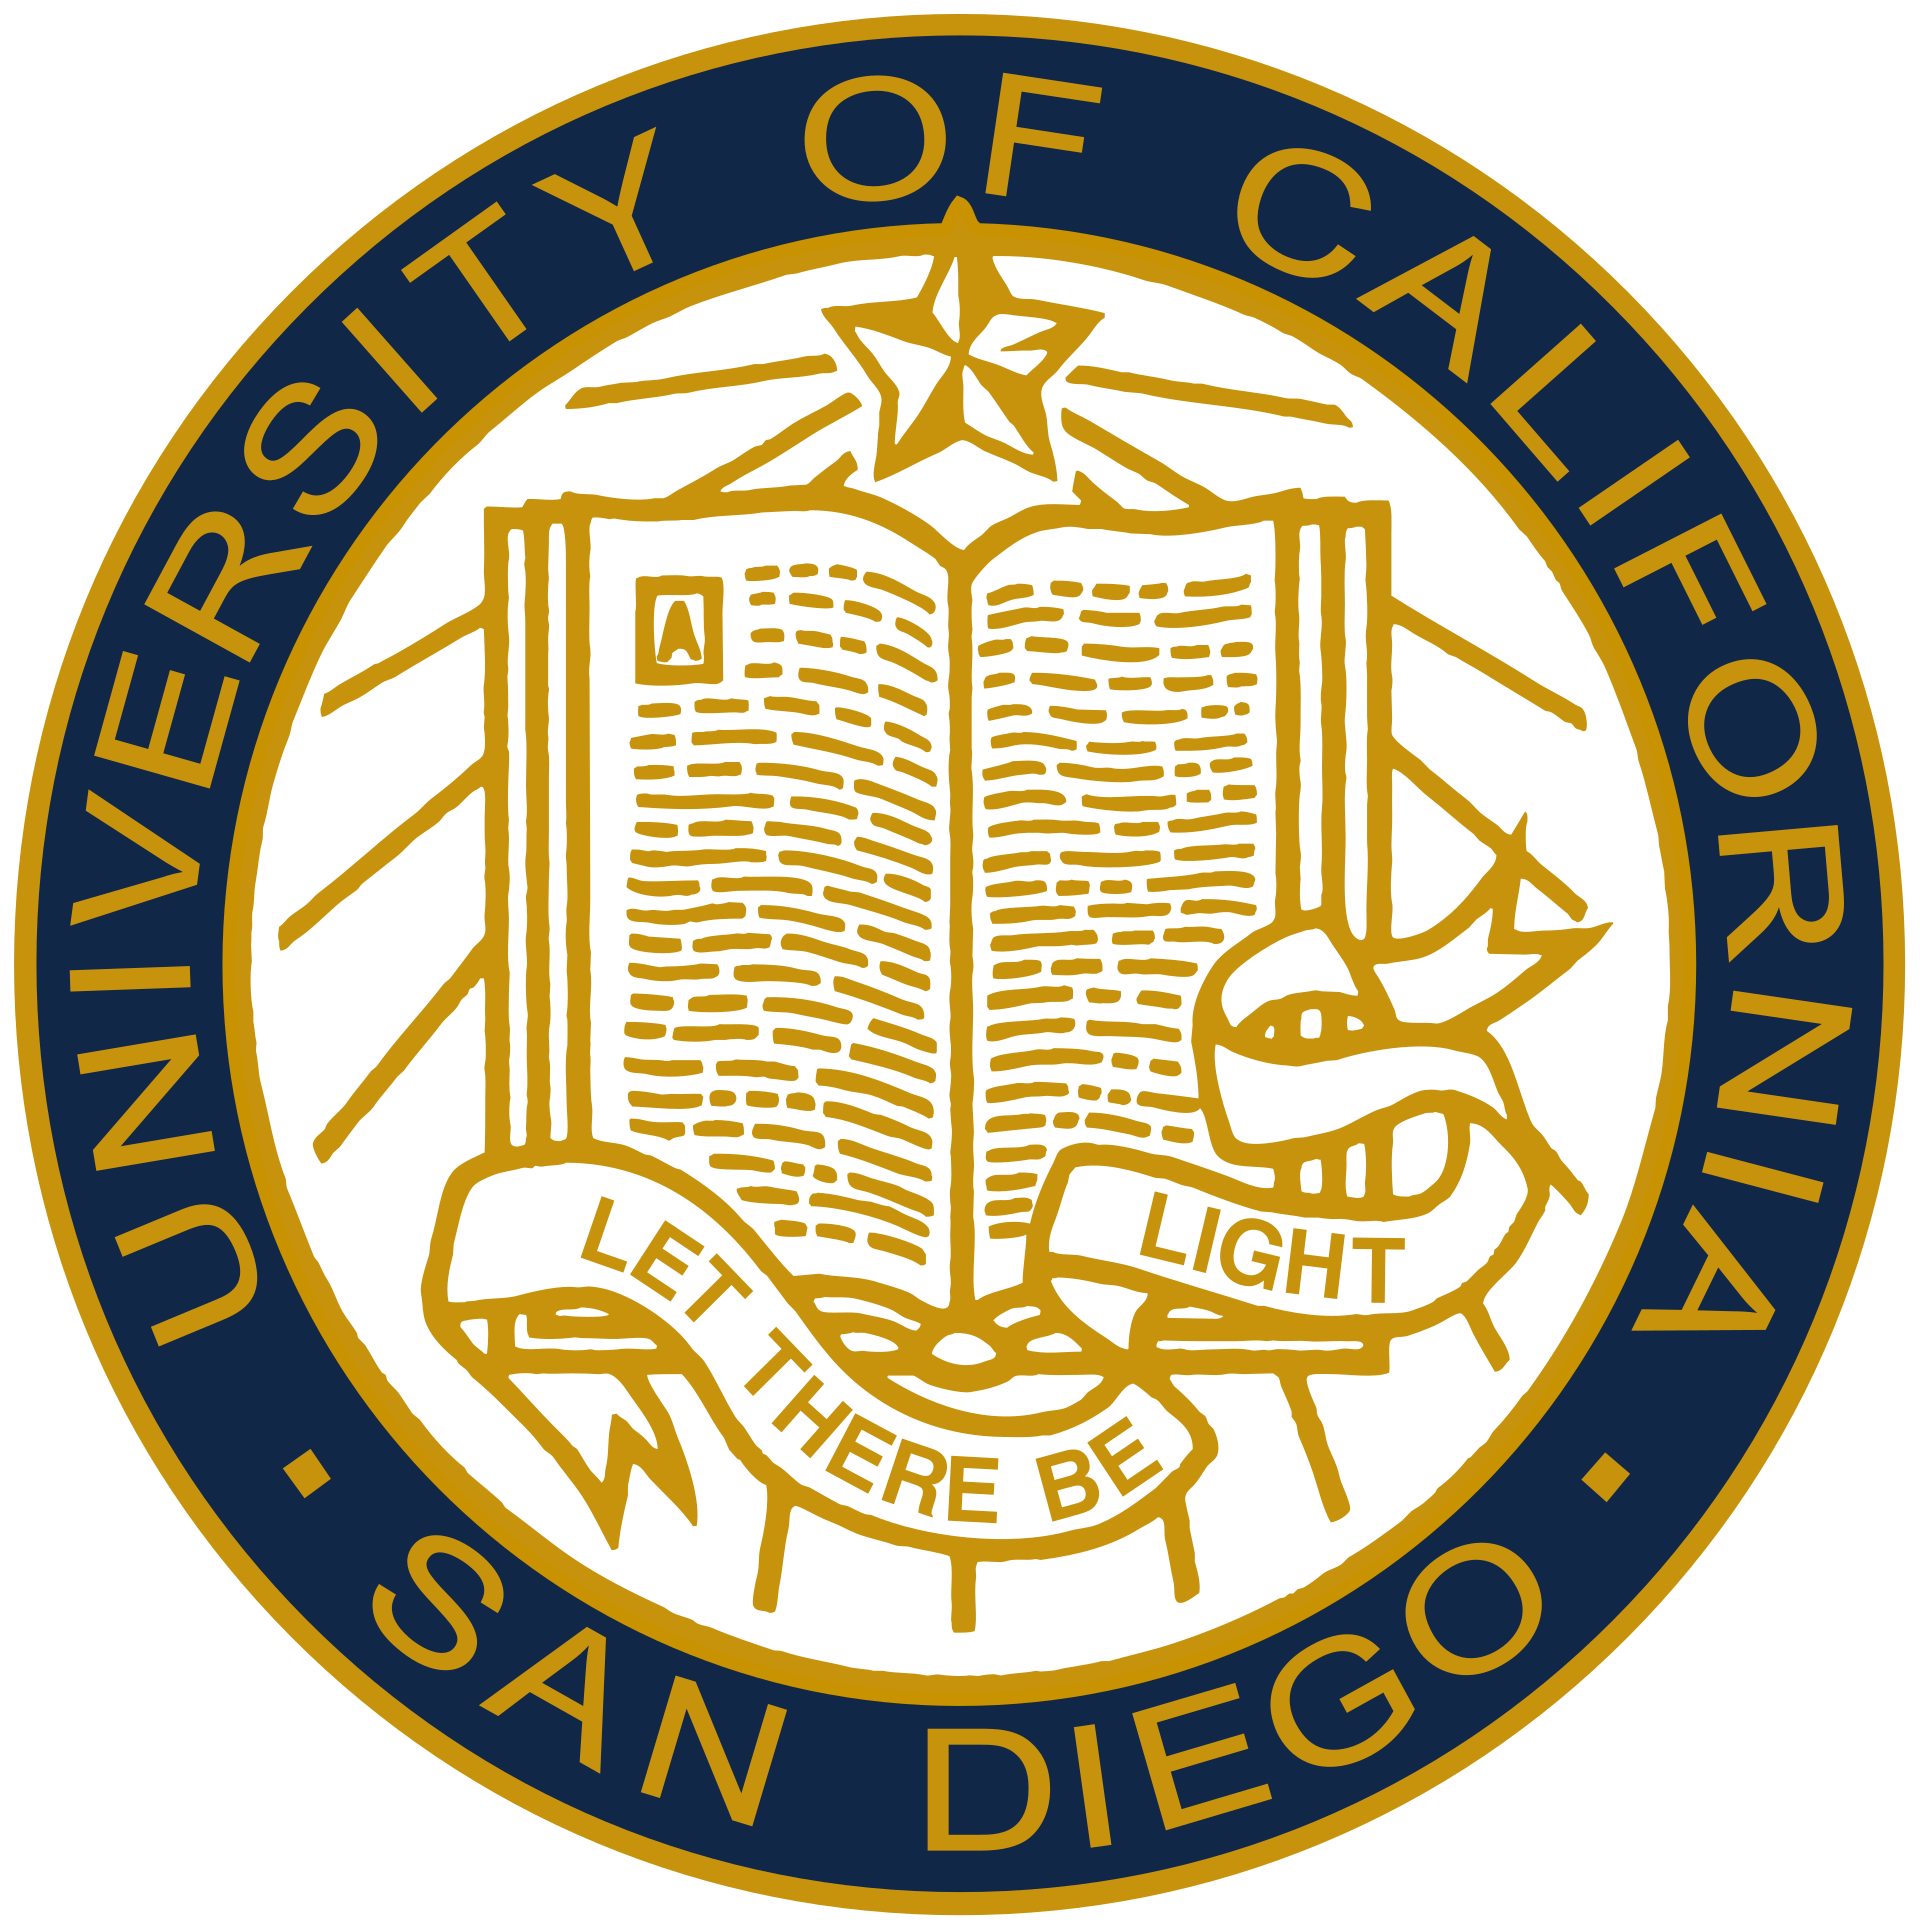 UNIVERSITY OF CALIFORNIA
· SAN DIEGO ·
A
LET THERE BE LIGHT